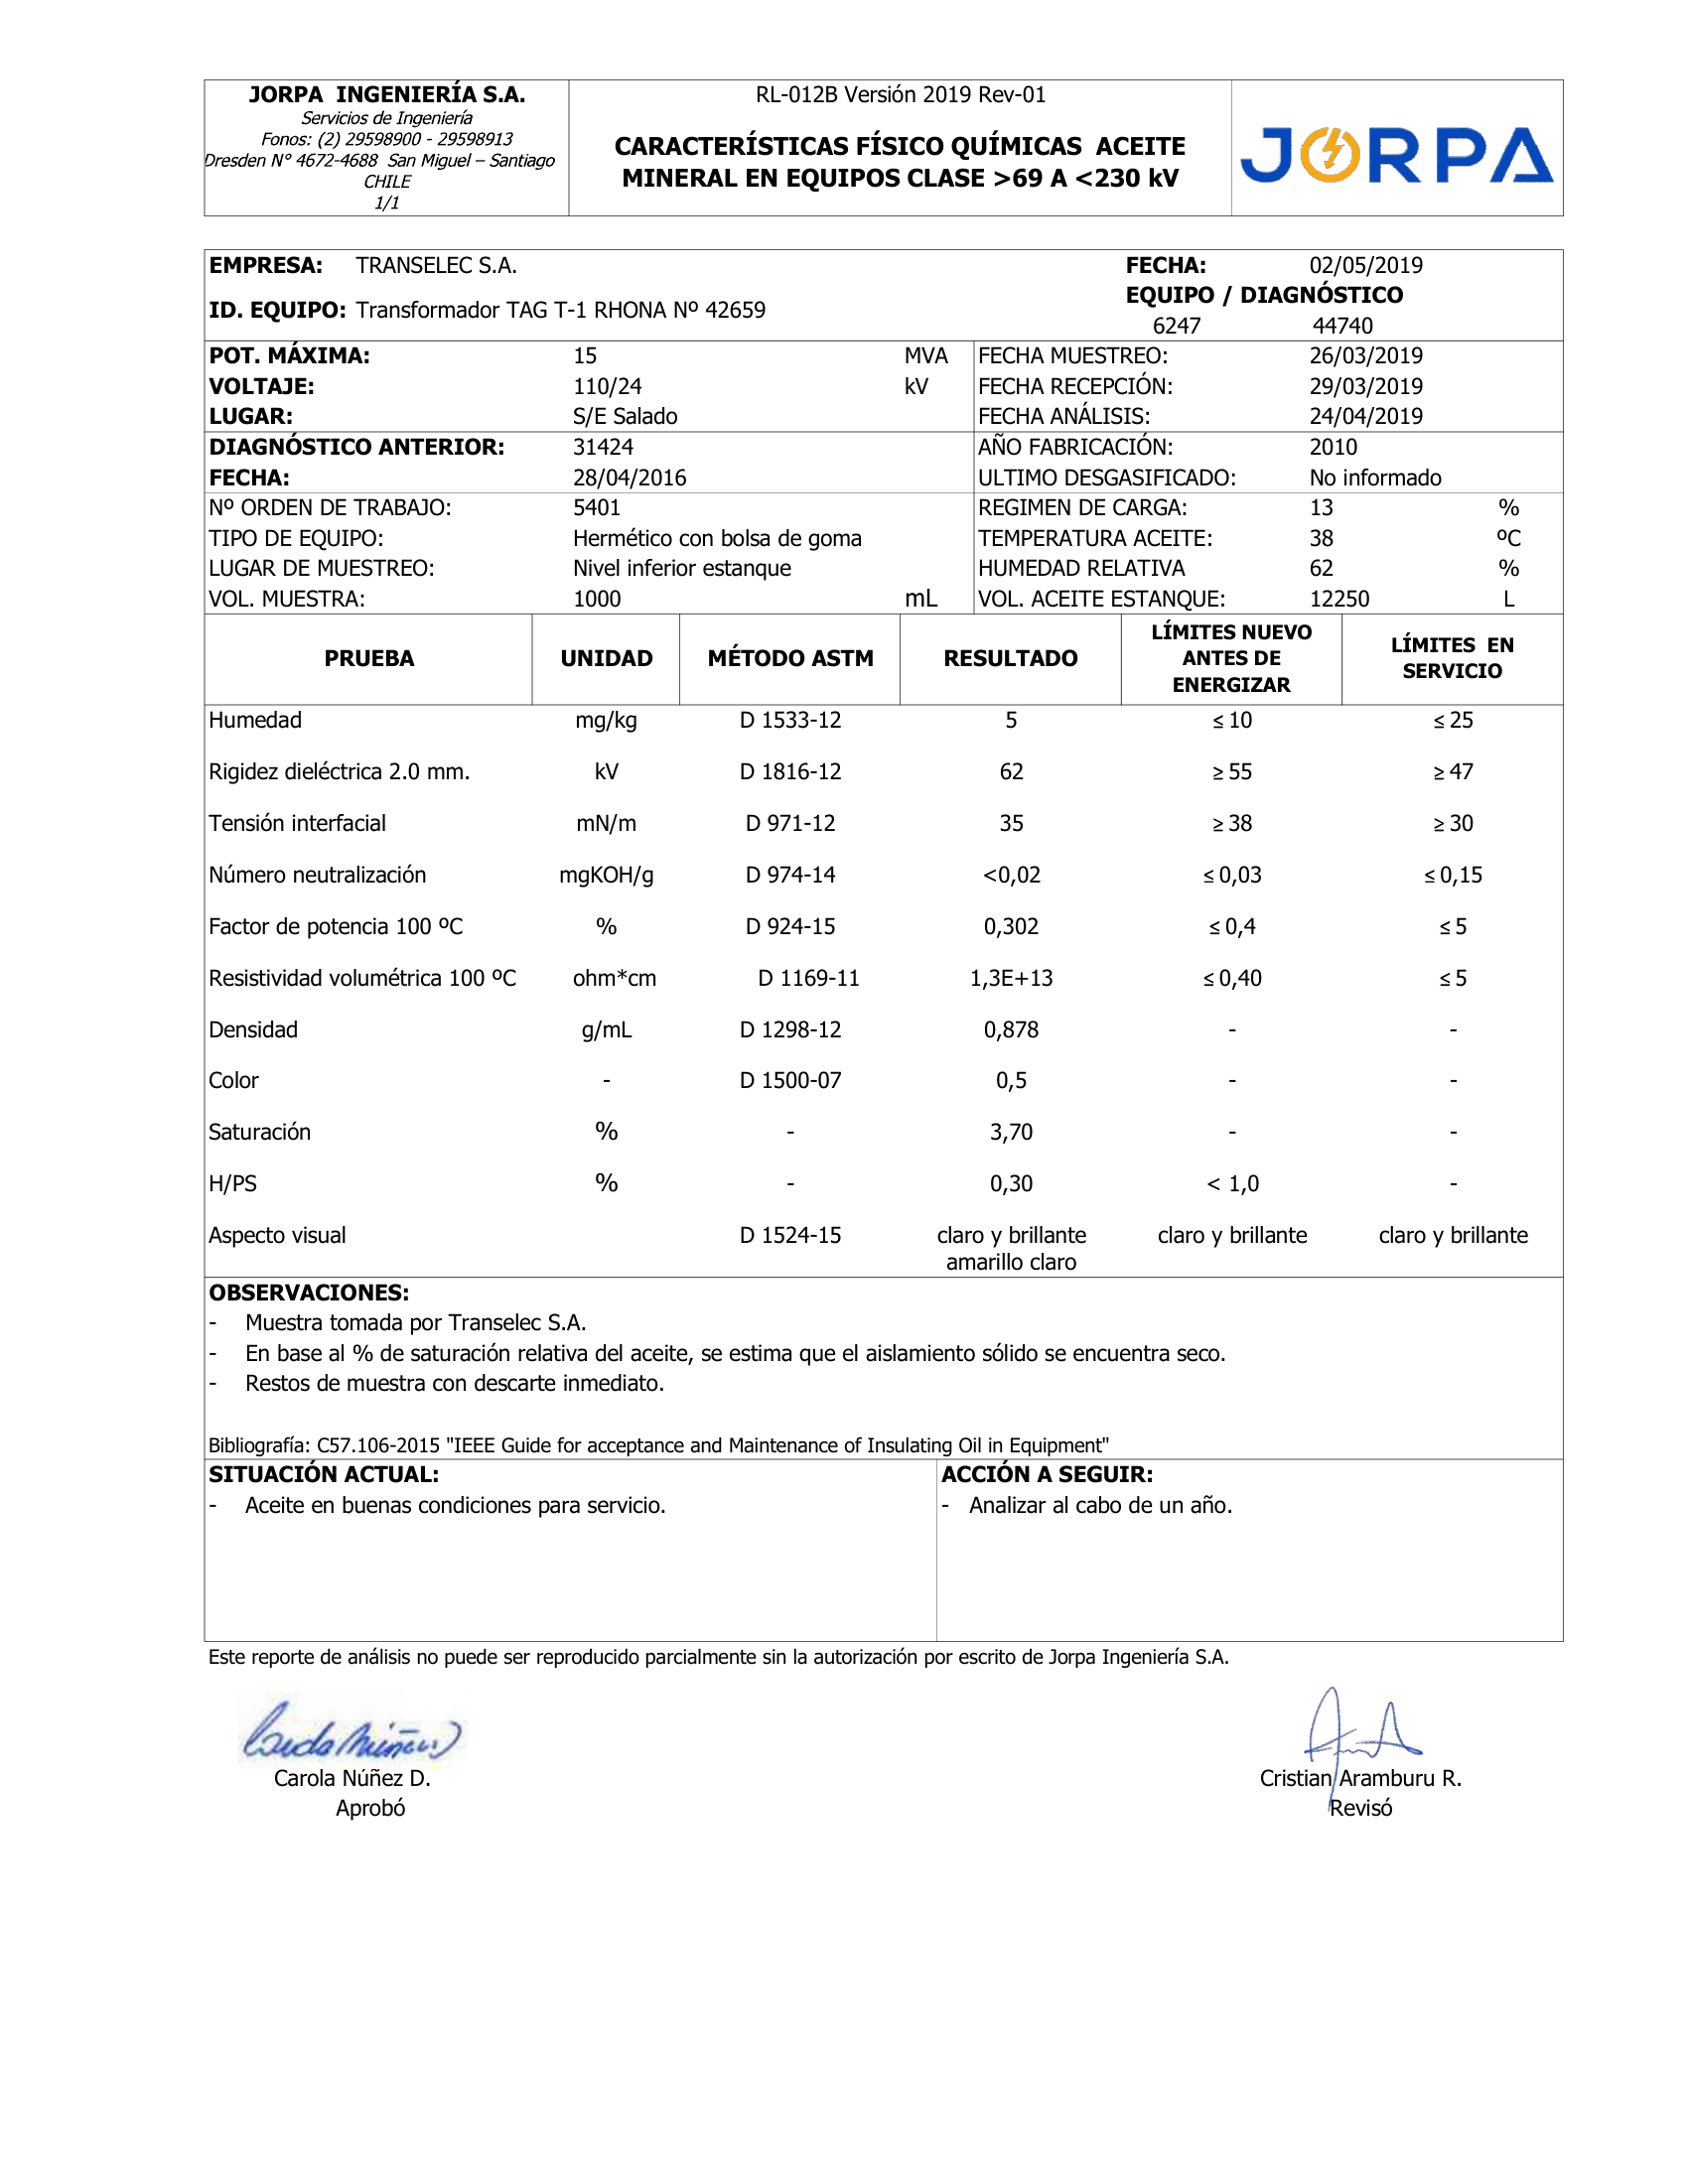 JORPA INGENIERÍA S.A.
Servicios de Ingeniería
Fonos: (2) 29598900 - 29598913
Dresden N° 4672-4688 San Miguel – Santiago
CHILE
1/1
RL-012B Versión 2019 Rev-01
CARACTERÍSTICAS FÍSICO QUÍMICAS ACEITE
MINERAL EN EQUIPOS CLASE >69 A <230 kV
JORPA
EMPRESA: TRANSELEC S.A. FECHA: 02/05/2019
EQUIPO / DIAGNÓSTICO
ID. EQUIPO: Transformador TAG T-1 RHONA Nº 42659
6247 44740
POT. MÁXIMA: 15 MVA FECHA MUESTREO: 26/03/2019
VOLTAJE: 110/24 kV FECHA RECEPCIÓN: 29/03/2019
LUGAR: S/E Salado FECHA ANÁLISIS: 24/04/2019
DIAGNÓSTICO ANTERIOR: 31424 AÑO FABRICACIÓN: 2010
FECHA: 28/04/2016 ULTIMO DESGASIFICADO: No informado
Nº ORDEN DE TRABAJO: 5401 REGIMEN DE CARGA: 13 %
TIPO DE EQUIPO: Hermético con bolsa de goma TEMPERATURA ACEITE: 38 ºC
LUGAR DE MUESTREO: Nivel inferior estanque HUMEDAD RELATIVA 62 %
VOL. MUESTRA: 1000 mL VOL. ACEITE ESTANQUE: 12250 L
PRUEBA UNIDAD MÉTODO ASTM RESULTADO LÍMITES NUEVO ANTES DE ENERGIZAR LÍMITES EN SERVICIO
Humedad mg/kg D 1533-12 5 ≤ 10 ≤ 25
Rigidez dieléctrica 2.0 mm. kV D 1816-12 62 ≥ 55 ≥ 47
Tensión interfacial mN/m D 971-12 35 ≥ 38 ≥ 30
Número neutralización mgKOH/g D 974-14 <0,02 ≤ 0,03 ≤ 0,15
Factor de potencia 100 ºC % D 924-15 0,302 ≤ 0,4 ≤ 5
Resistividad volumétrica 100 ºC ohm*cm D 1169-11 1,3E+13 ≤ 0,40 ≤ 5
Densidad g/mL D 1298-12 0,878 - -
Color - D 1500-07 0,5 - -
Saturación % - 3,70 - -
H/PS % - 0,30 < 1,0 -
Aspecto visual D 1524-15 claro y brillante claro y brillante claro y brillante
amarillo claro
OBSERVACIONES:
- Muestra tomada por Transelec S.A.
- En base al % de saturación relativa del aceite, se estima que el aislamiento sólido se encuentra seco.
- Restos de muestra con descarte inmediato.
Bibliografía: C57.106-2015 "IEEE Guide for acceptance and Maintenance of Insulating Oil in Equipment"
SITUACIÓN ACTUAL: ACCIÓN A SEGUIR:
- Aceite en buenas condiciones para servicio. - Analizar al cabo de un año.
Este reporte de análisis no puede ser reproducido parcialmente sin la autorización por escrito de Jorpa Ingeniería S.A.
Carola Núñez D. Cristian Aramburu R.
Aprobó Revisó